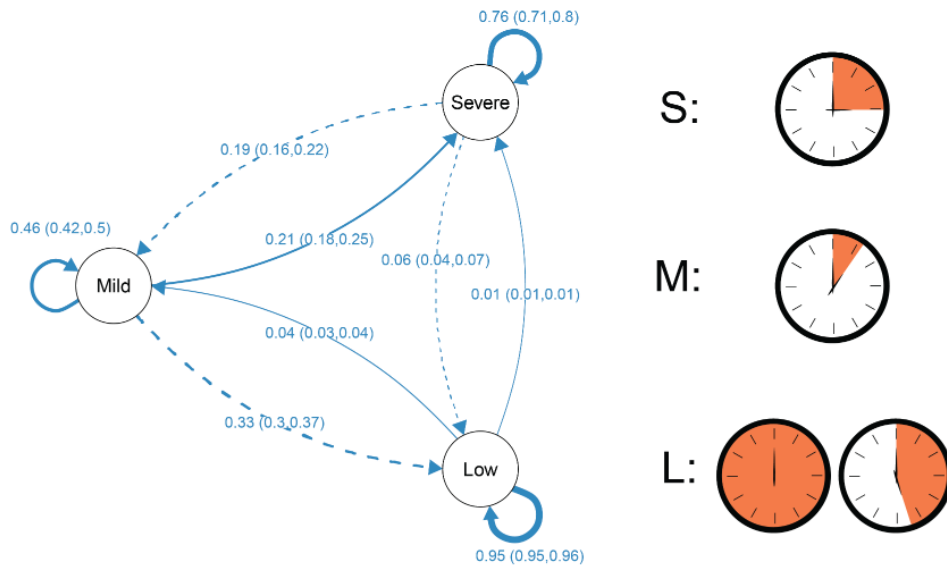 0.76 (0.71,0.8)
Severe
S:
0.19 (0.16,0.22)
0.46 (0.42,0.5)
0.21 (0.18,0.25)
0.06 (0.04,0.07)
Mild
M:
0.01 (0.01,0.01)
0.04 (0.03,0.04)
0.33 (0.3,0.37)
Low
L:
0.95 (0.95,0.96)